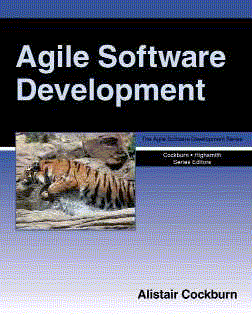 Agile Software
Development
The Agile Software Development Series
Cockburn • Highsmith
Series Editors
Alistair Cockburn